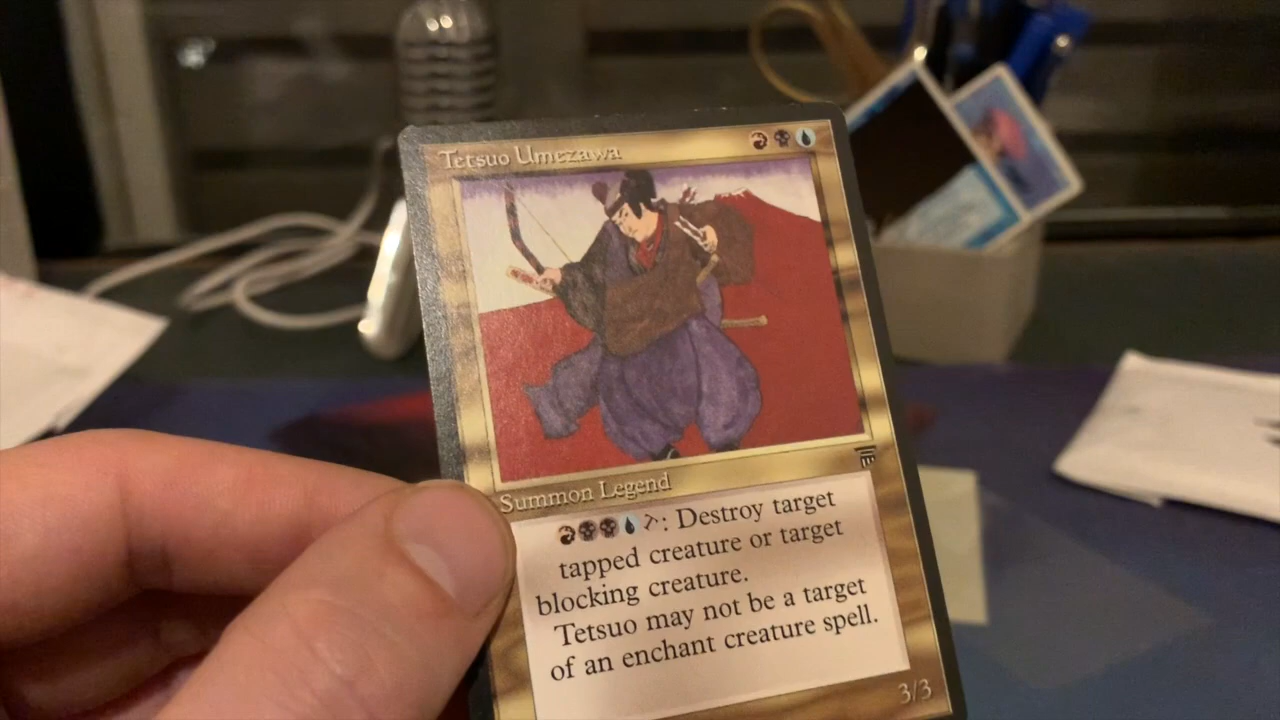 Tetsuo Umezawa
Summon Legend
: Destroy target
tapped creature or target
blocking creature.
Tetsuo may not be a target
of an enchant creature spell.
3/3